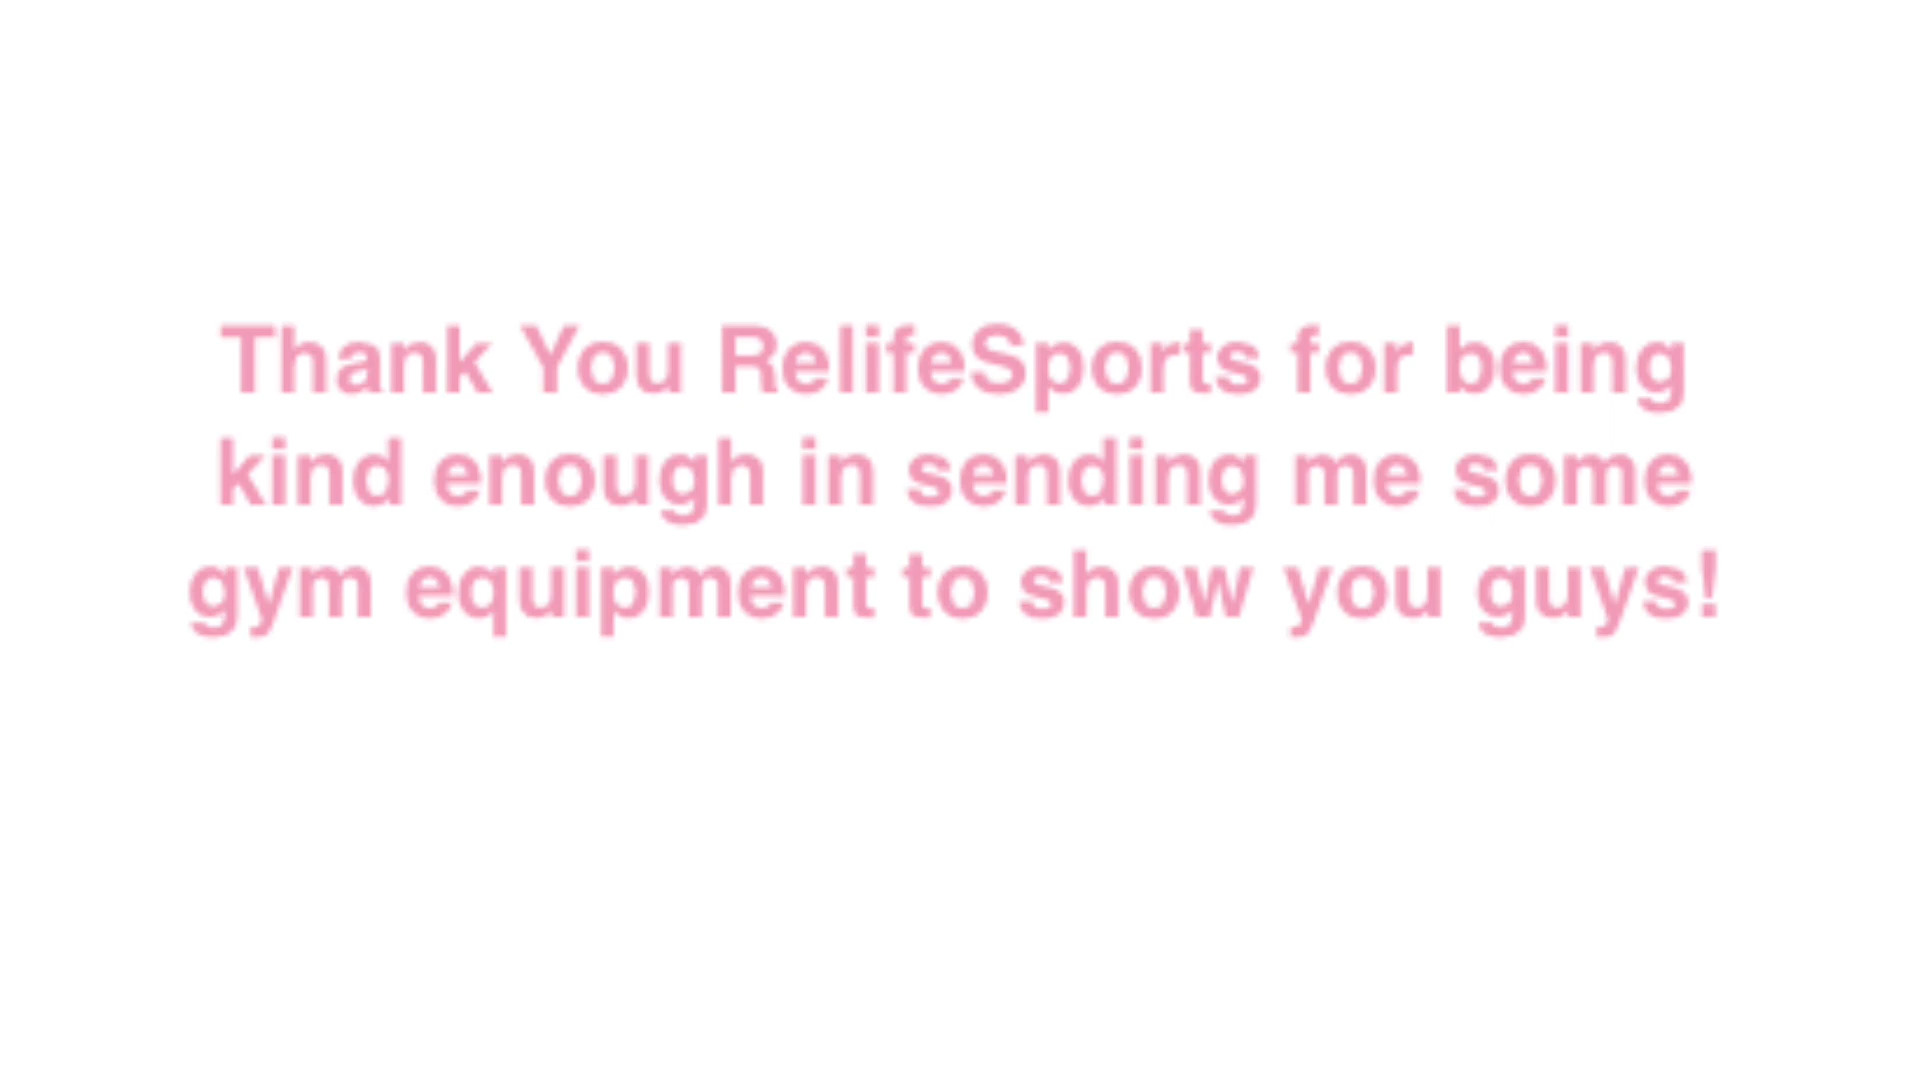 Thank You RelifeSports for being
kind enough in sending me some
gym equipment to show you guys!